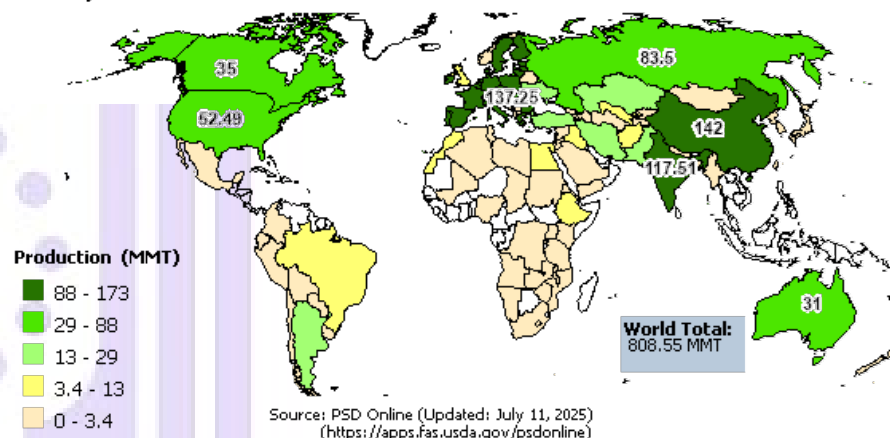 35
83.5
52.49
137.25
142
117.51
31
Production (MMT)
88 - 173
29 - 88
13 - 29
3.4 - 13
0 - 3.4
World Total:
808.55 MMT
Source: PSD Online (Updated: July 11, 2025)
(https://apps.fas.usda.gov/psdonline)